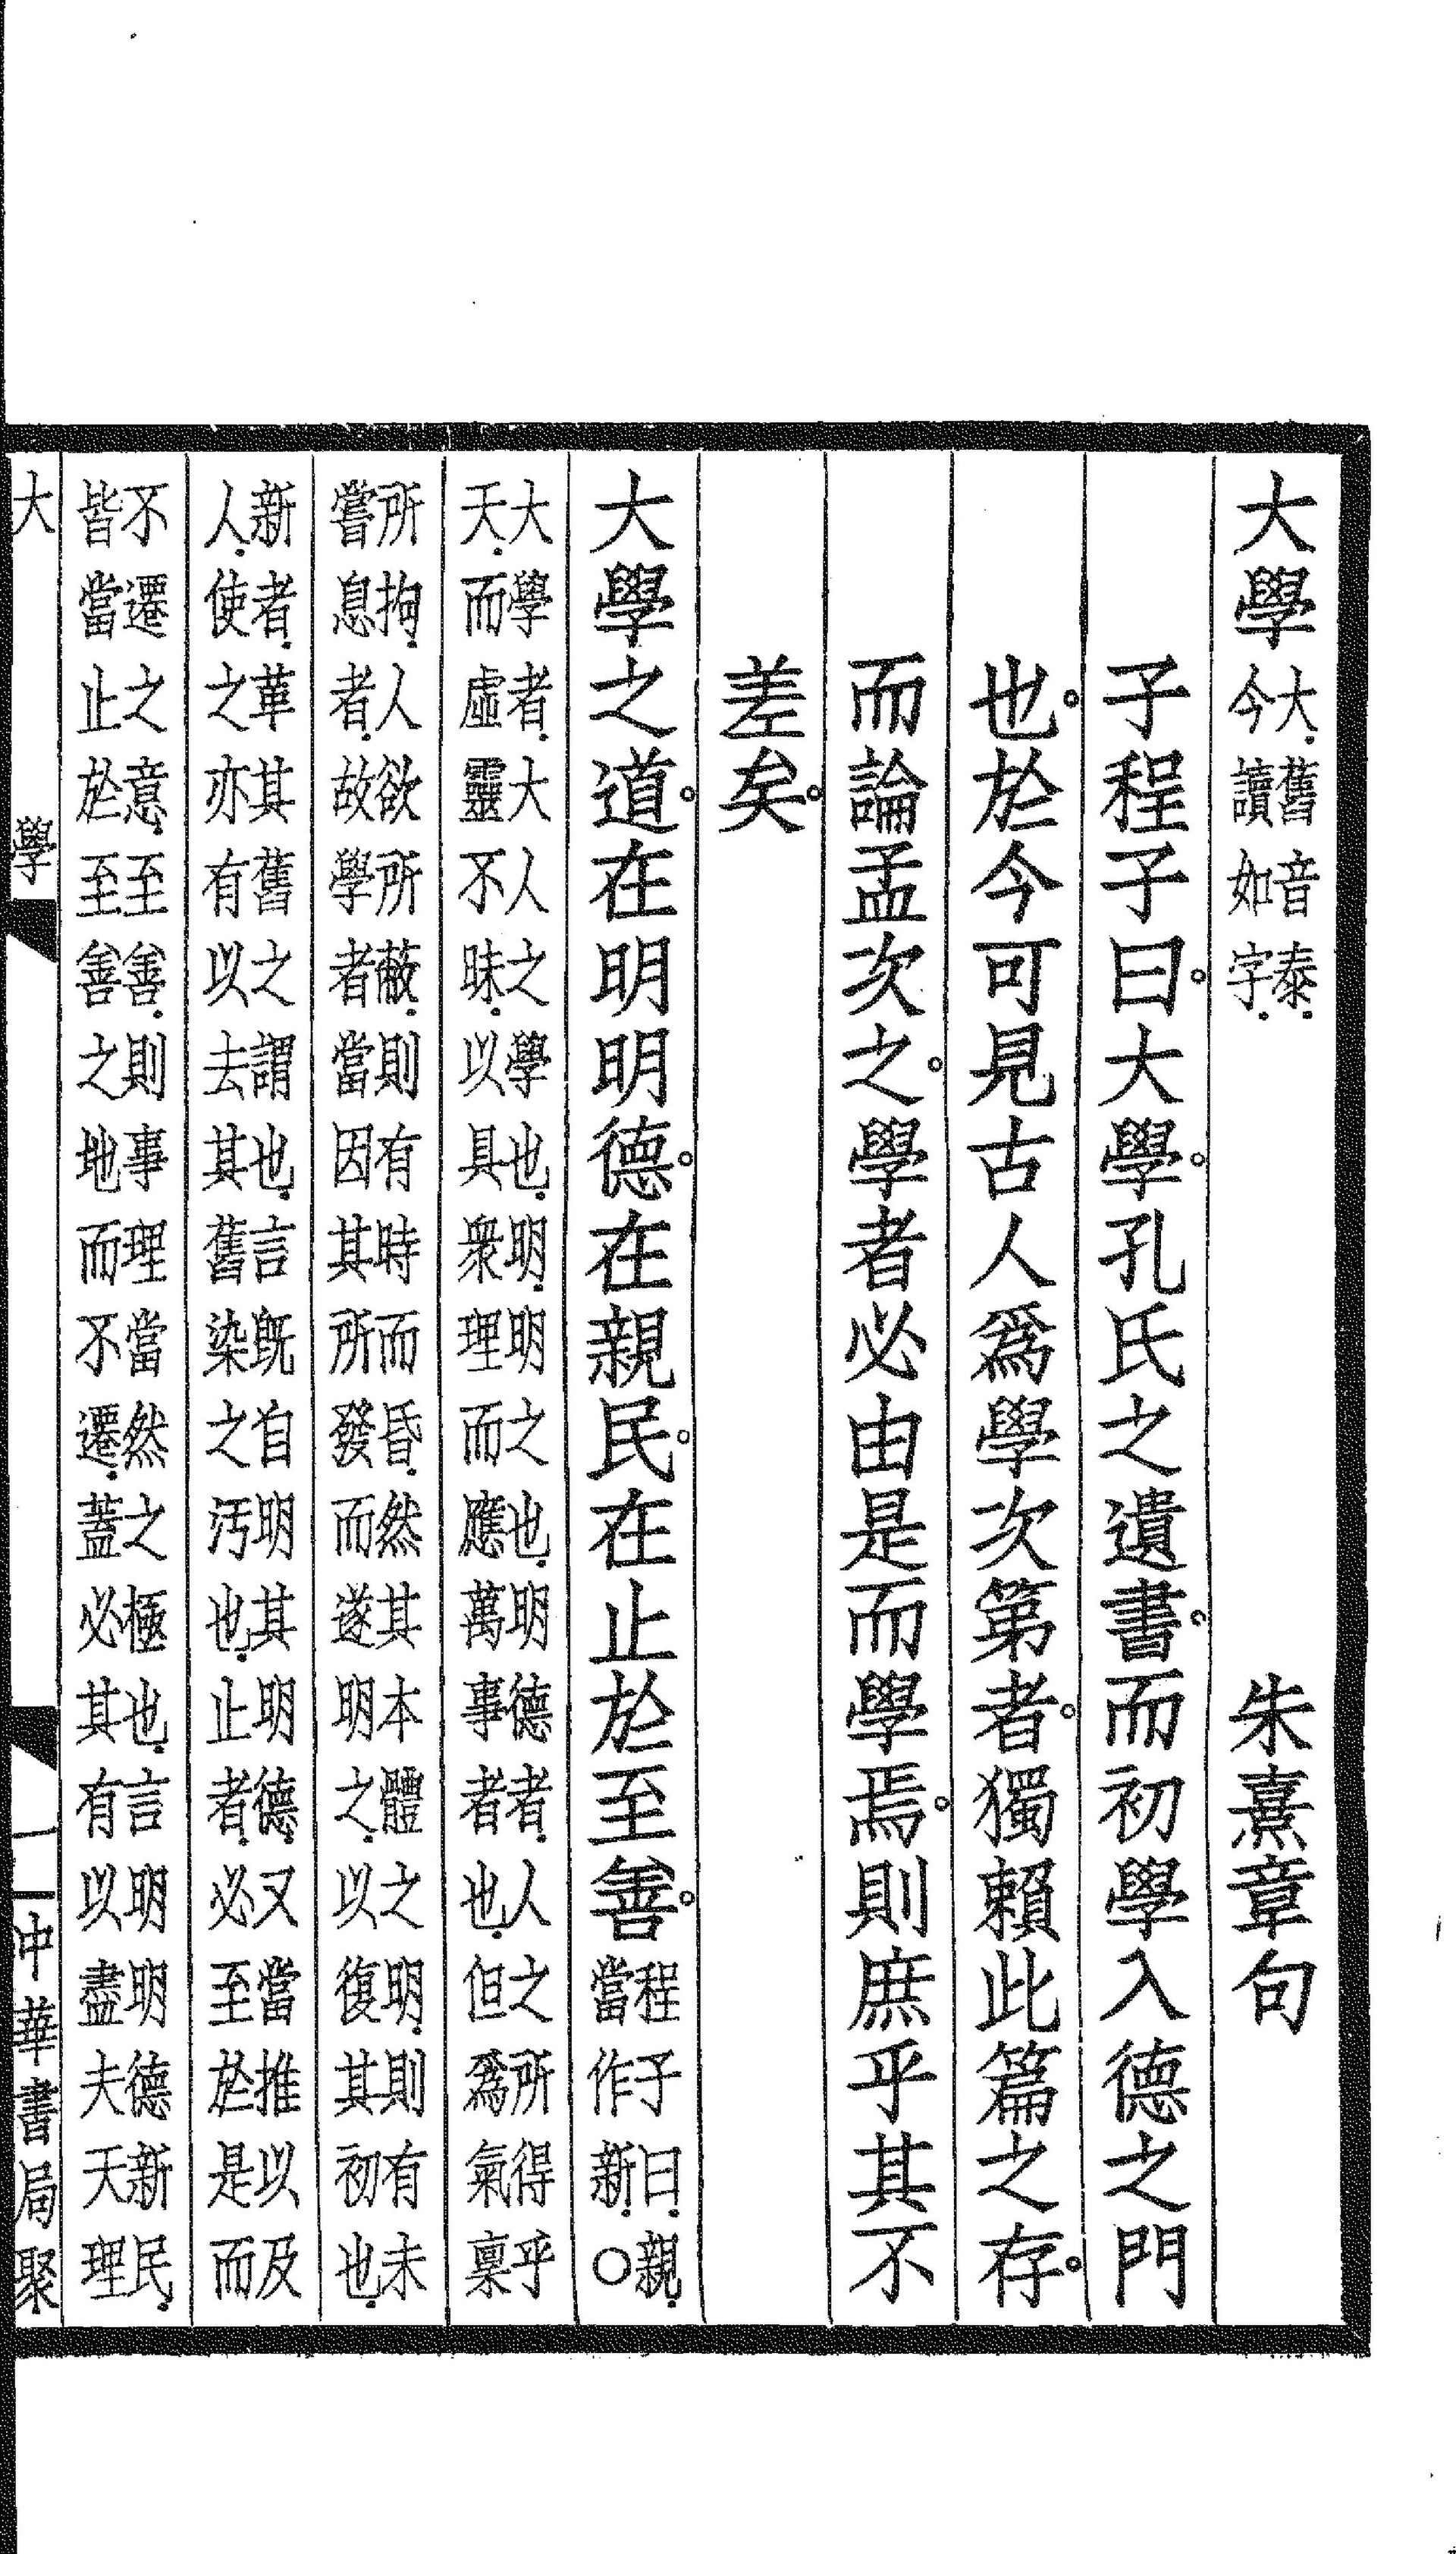 大學大舊音泰今讀如字 朱熹章句
子程子曰大學孔氏之遺書而初學入德之門
也於今可見古人爲學次第者獨賴此篇之存
而論孟次之學者必由是而學焉則庶乎其不
差矣
大學之道在明明德在親民在止於至善程子曰親當作新○
大學者大人之學也明明之也明德者人之所得乎
天而虛靈不昧以具衆理而應萬事者也但爲氣稟
所拘人欲所蔽則有時而昏然其本體之明則有未
嘗息者故學者當因其所發而遂明之以復其初也
新者革其舊之謂也言既自明其明德又當推以及
人使之亦有以去其舊染之汚也止者必至於是而
不遷之意至善則事理當然之極也言明明德新民
皆當止於至善之地而不遷蓋必其有以盡夫天理
大 學 一 中華書局聚